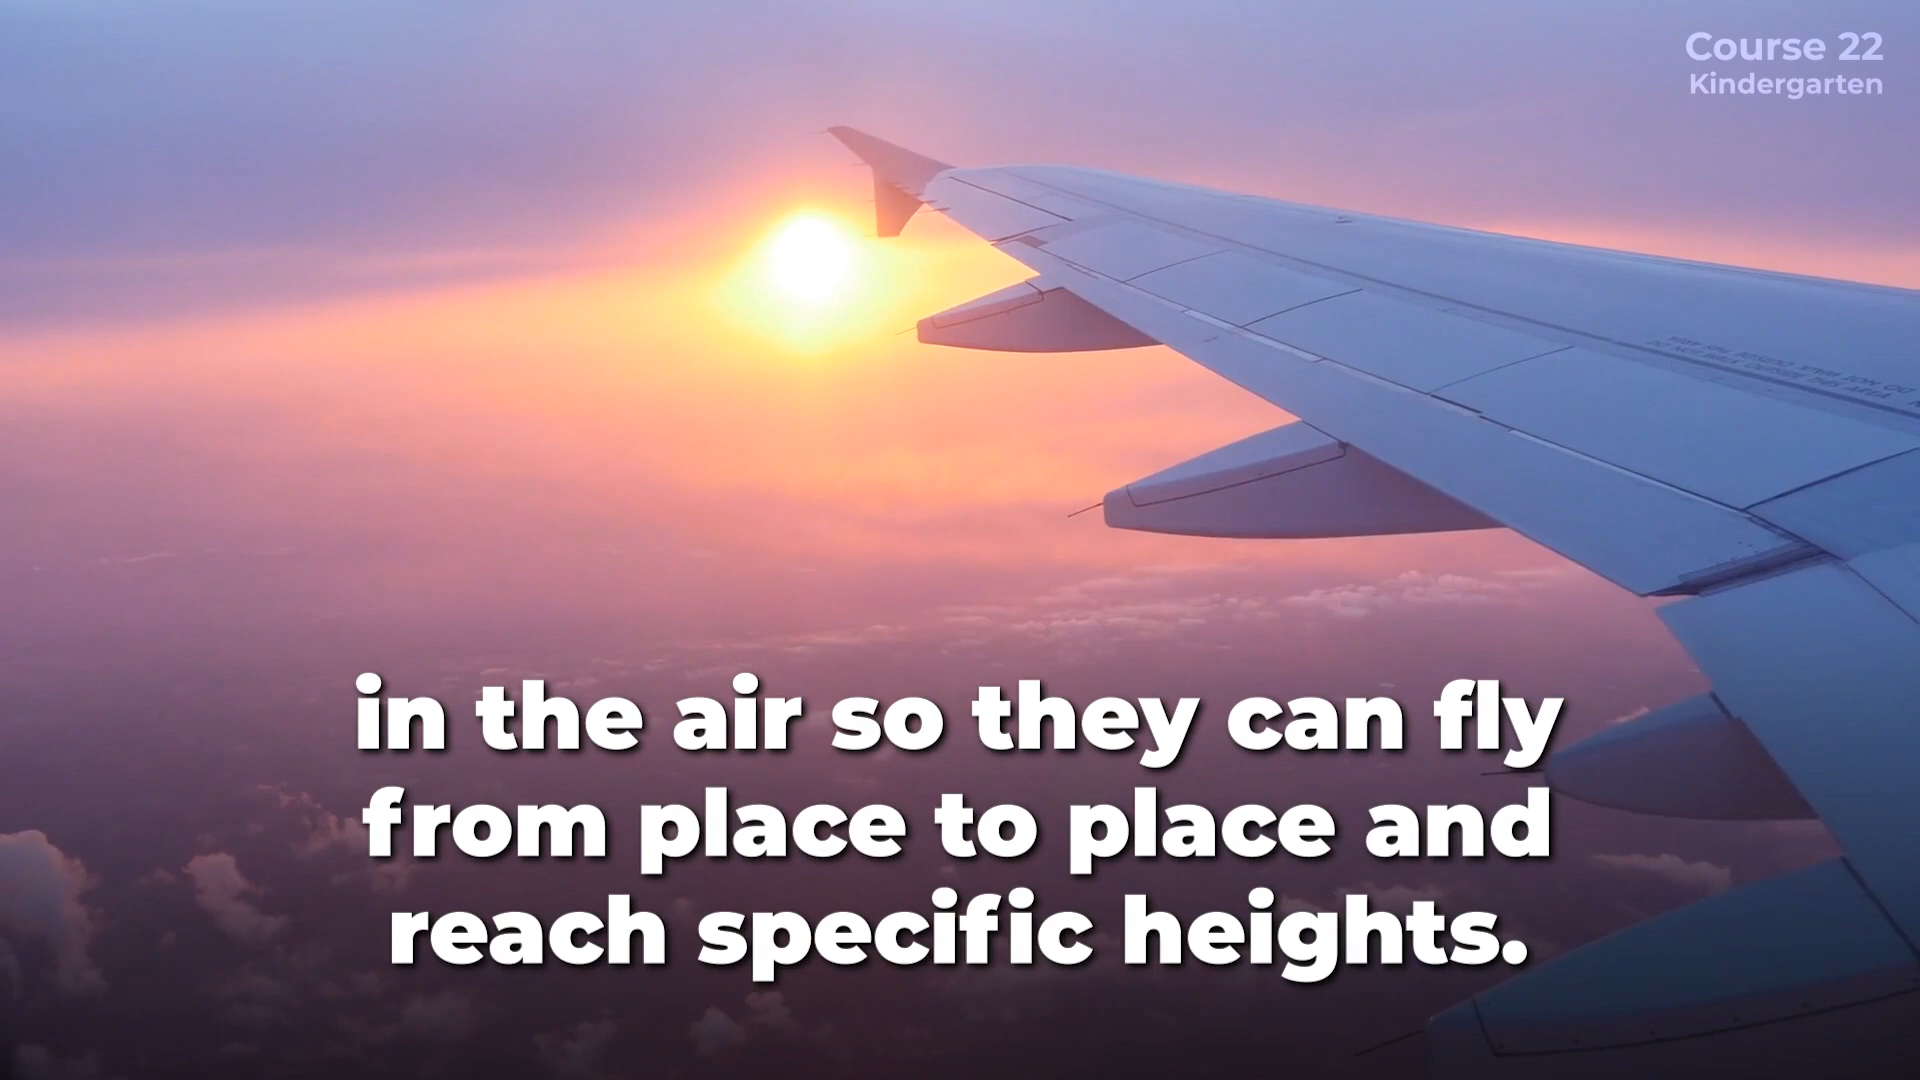 Course 22
Kindergarten
in the air so they can fly
from place to place and
reach specific heights.